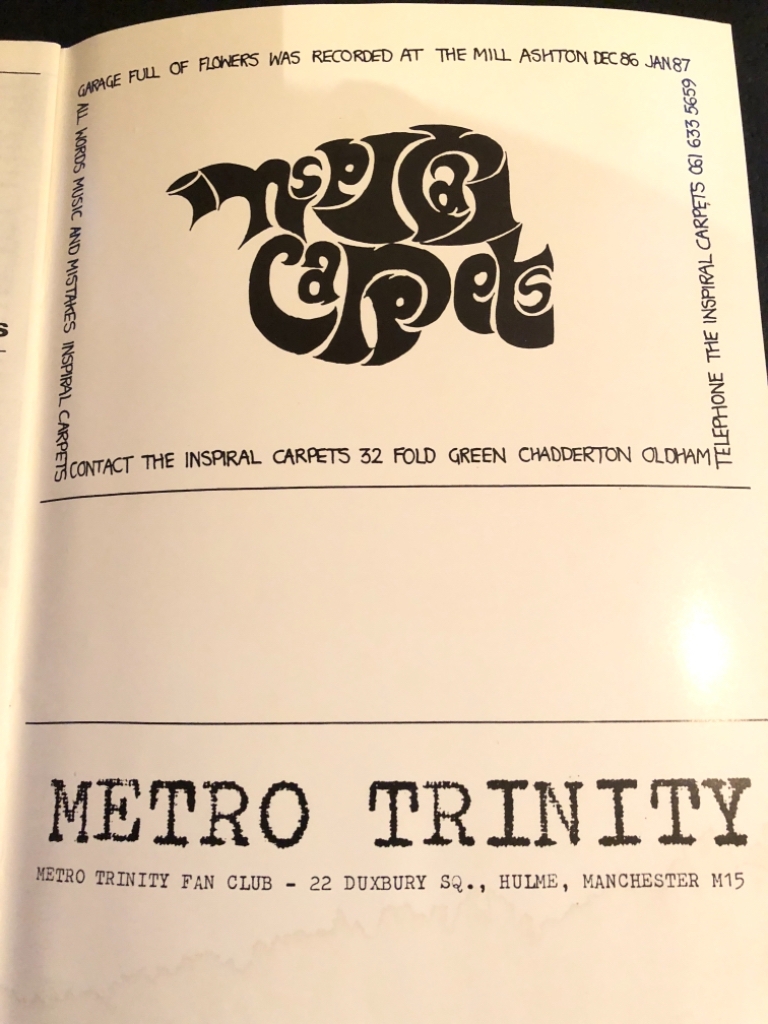 GARAGE FULL OF FLOWERS WAS RECORDED AT THE MILL ASHTON DEC 86 JAN 87
ALL WORDS MUSIC AND MISTAKES INSPIRAL CARPETS
inspiral
carpets
TELEPHONE THE INSPIRAL CARPETS 061 633 5659
CONTACT THE INSPIRAL CARPETS 32 FOLD GREEN CHADDERTON OLDHAM
METRO TRINITY
METRO TRINITY FAN CLUB - 22 DUXBURY SQ., HULME, MANCHESTER M15